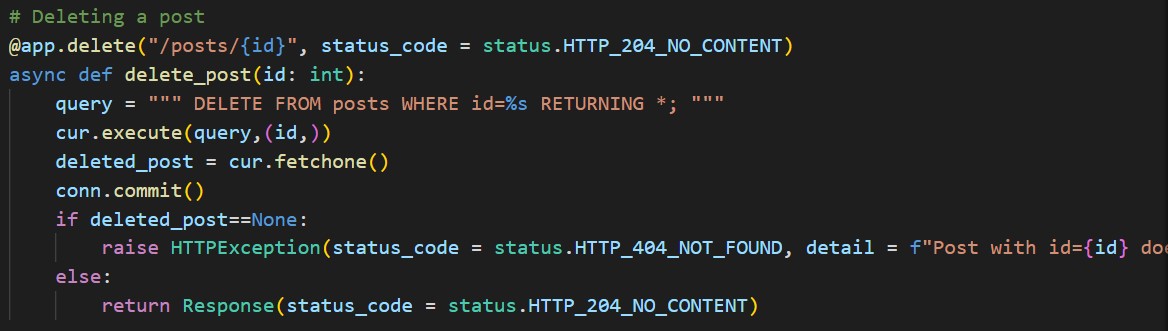 # Deleting a post
@app.delete("/posts/{id}", status_code = status.HTTP_204_NO_CONTENT)
async def delete_post(id: int):
    query = """ DELETE FROM posts WHERE id=%s RETURNING *; """
    cur.execute(query,(id,))
    deleted_post = cur.fetchone()
    conn.commit()
    if deleted_post==None:
        raise HTTPException(status_code = status.HTTP_404_NOT_FOUND, detail = f"Post with id={id}
    else:
        return Response(status_code = status.HTTP_204_NO_CONTENT)